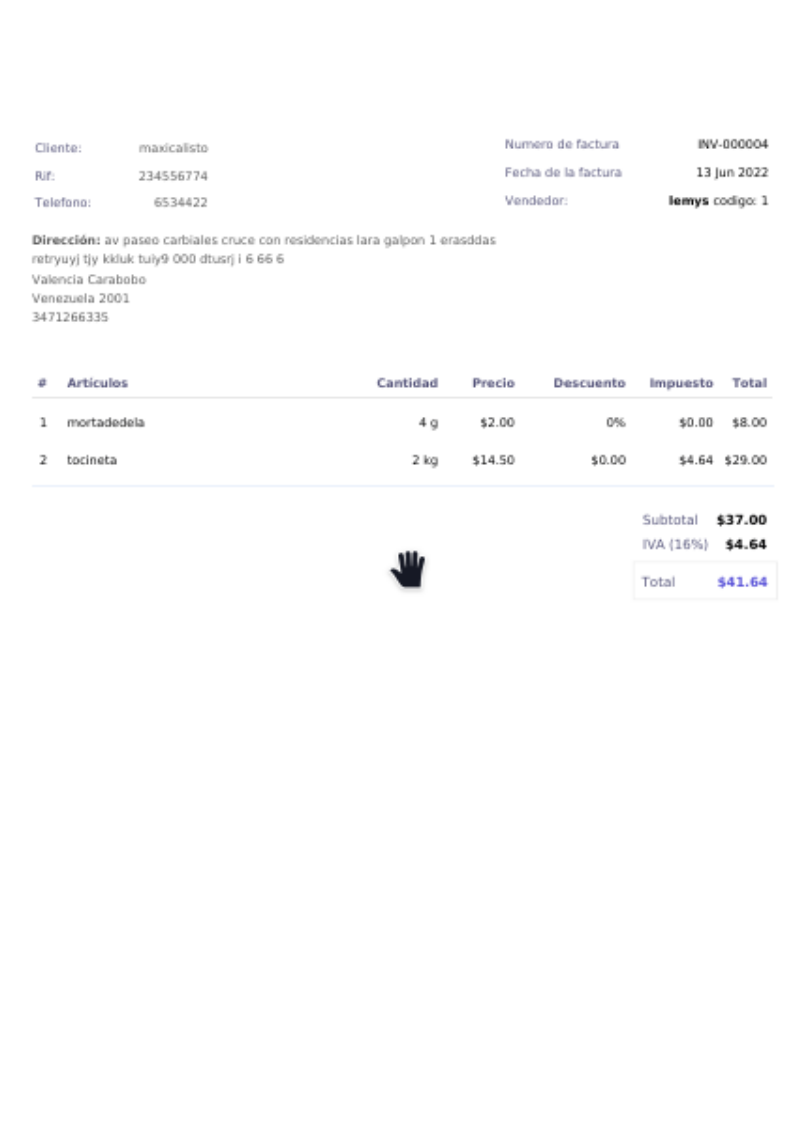 Cliente: maxicalisto
Rif: 234556774
Telefono: 6534422
Numero de factura INV-000004
Fecha de la factura 13 Jun 2022
Vendedor: lemys codigo: 1
Dirección: av paseo carbiales cruce con residencias lara galpon 1 erasddas
retryuyj tjy kkluk tuiy9 000 dtusrj i 6 66 6
Valencia Carabobo
Venezuela 2001
3471266335
# Artículos Cantidad Precio Descuento Impuesto Total
1 mortadedela 4 g $2.00 0% $0.00 $8.00
2 tocineta 2 kg $14.50 $0.00 $4.64 $29.00
Subtotal $37.00
IVA (16%) $4.64
Total $41.64